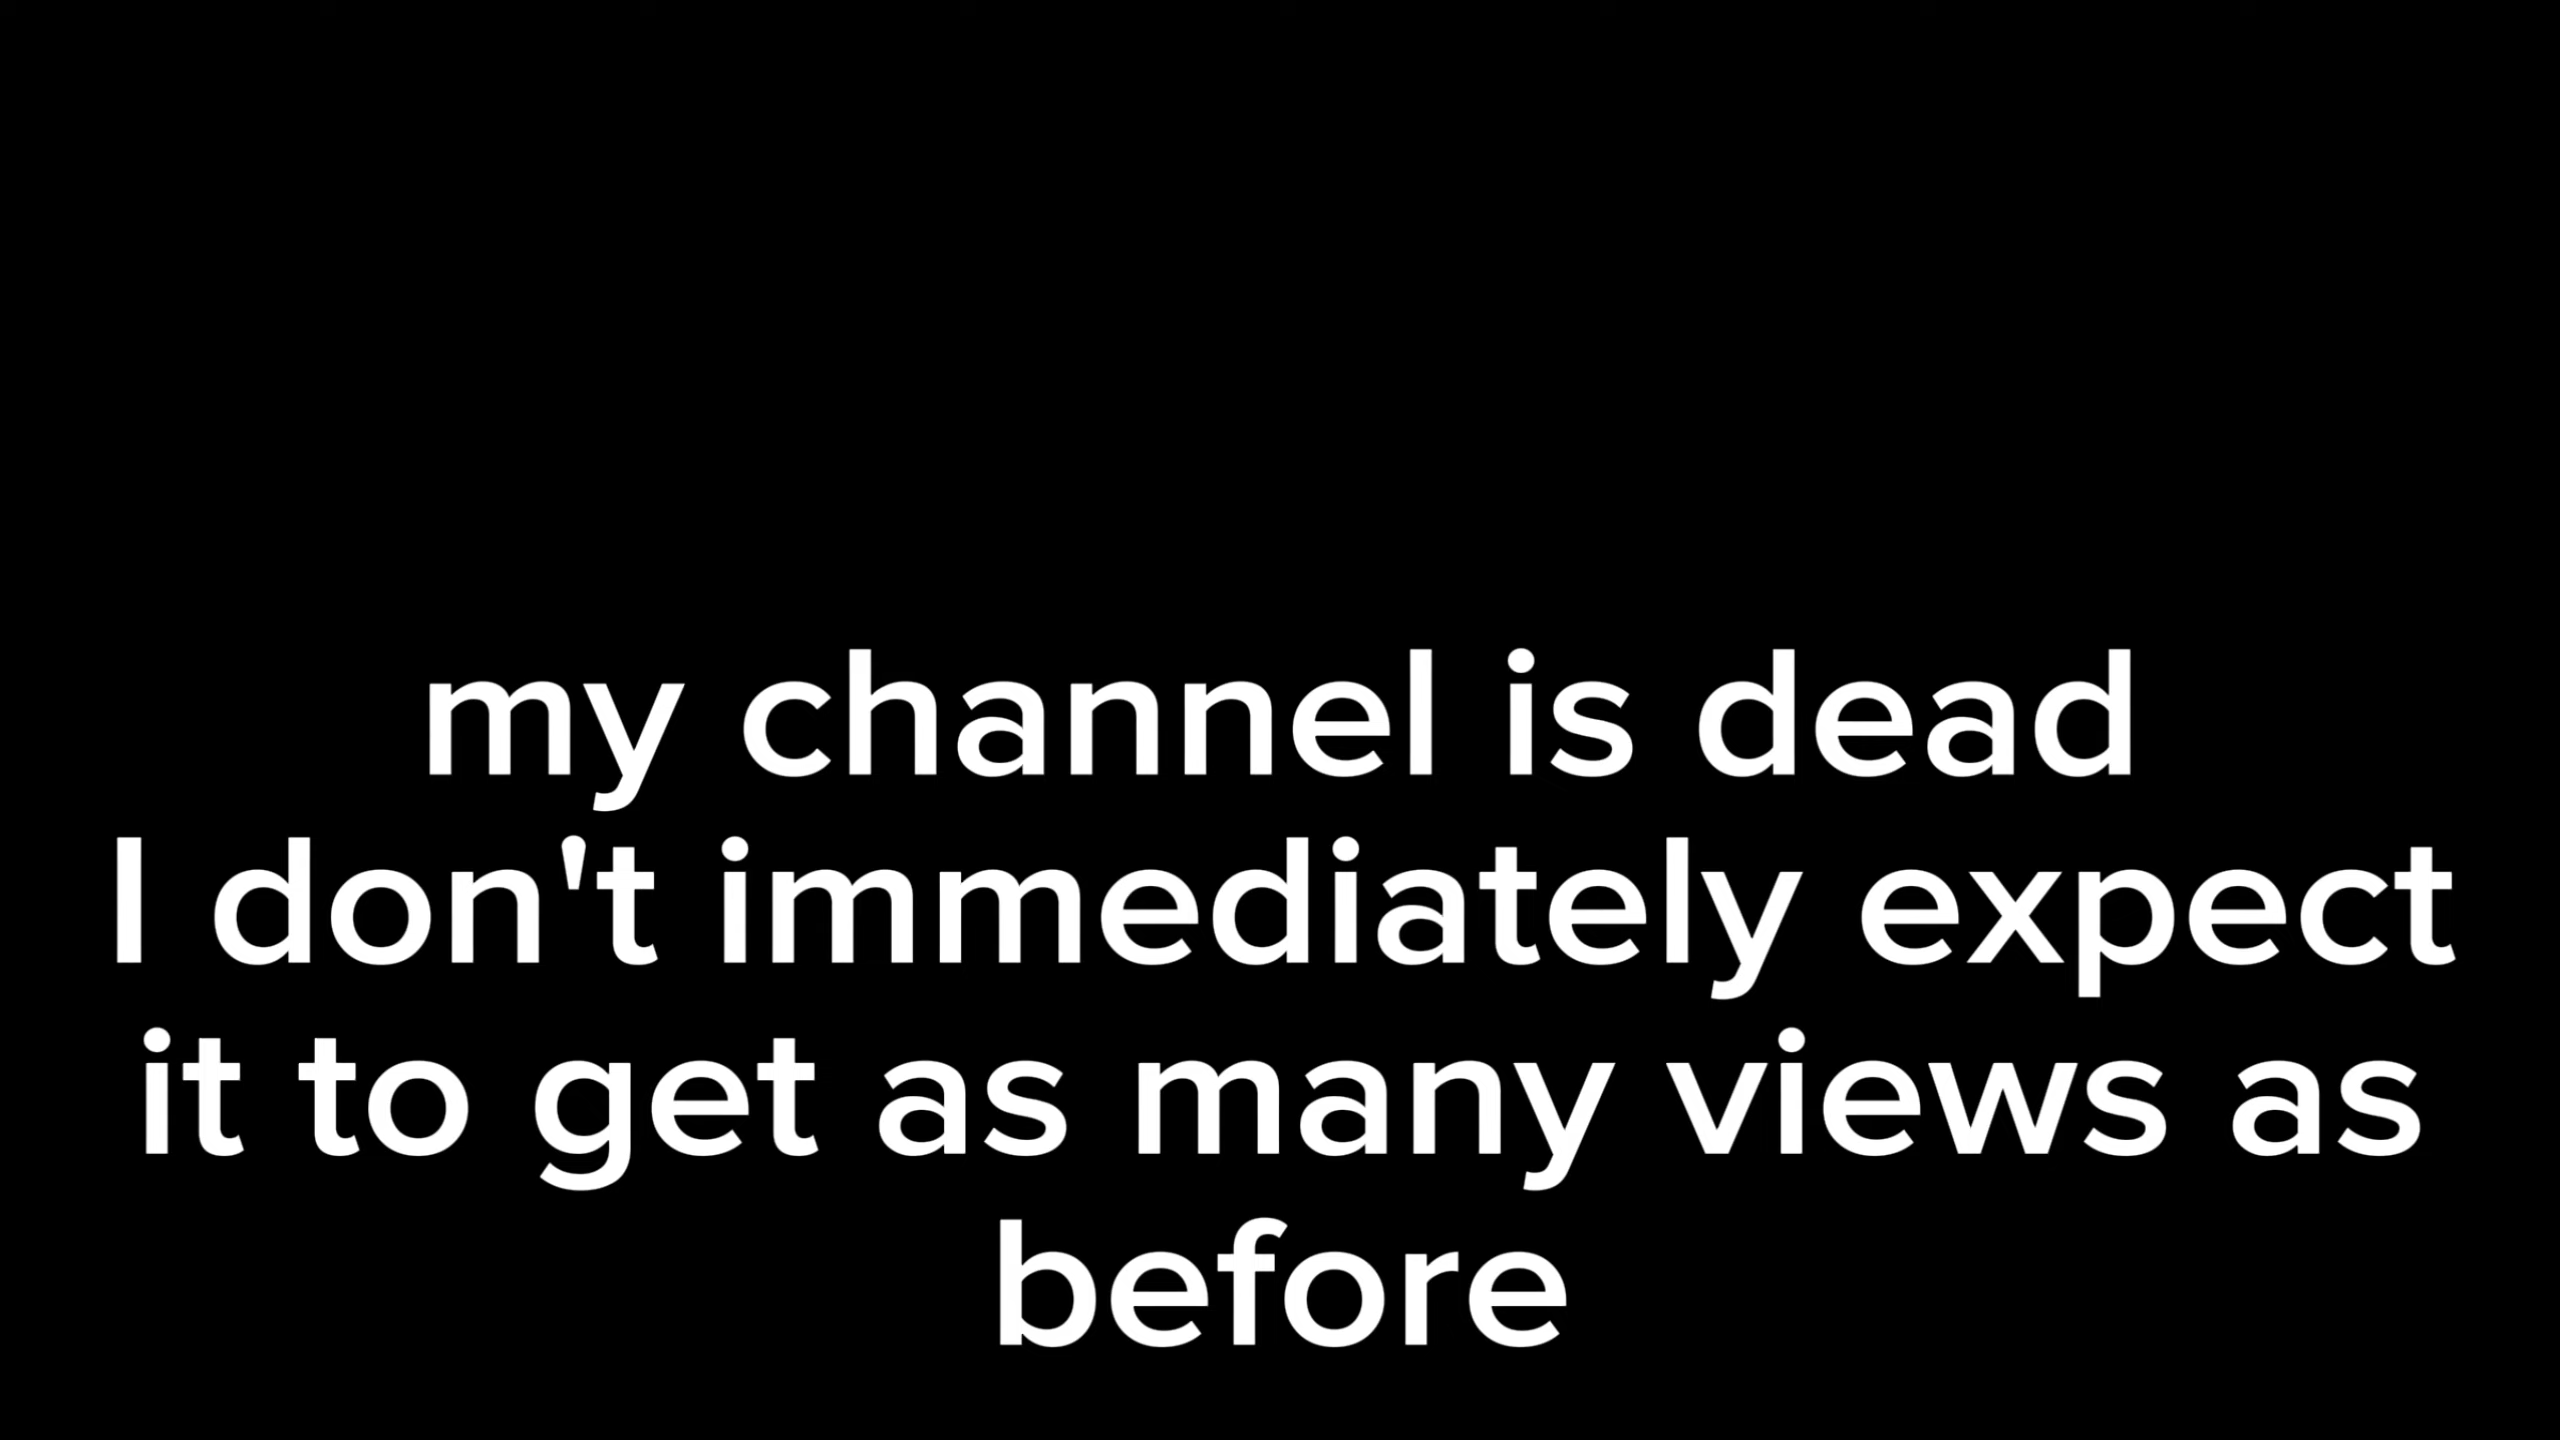 my channel is dead
I don't immediately expect
it to get as many views as
before